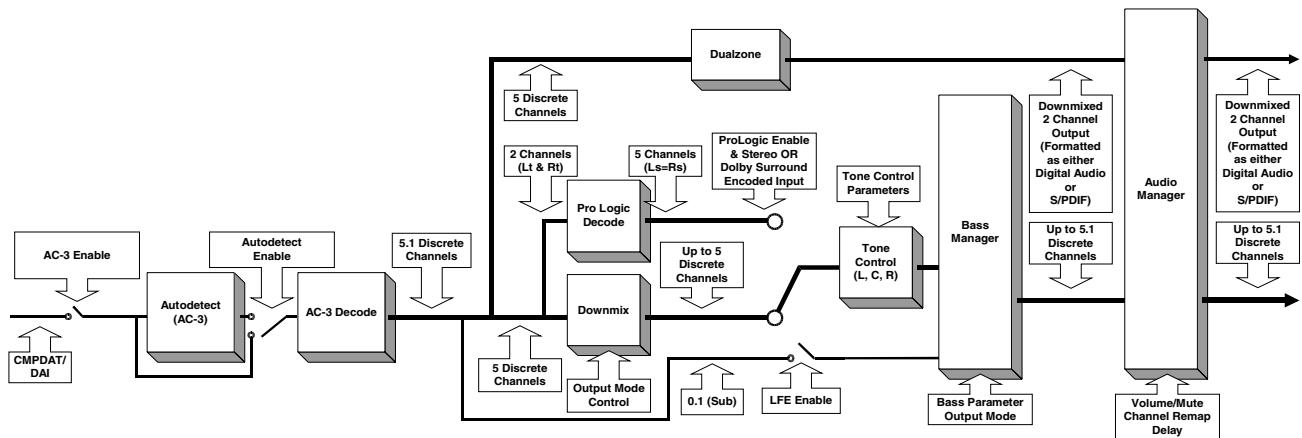 Dualzone
5 Discrete
Channels
Downmixed
2 Channel
Output
(Formatted
as either
Digital Audio
or
S/PDIF)
Downmixed
2 Channel
Output
(Formatted
as either
Digital Audio
or
S/PDIF)
2 Channels
(Lt & Rt)
5 Channels
(Ls=Rs)
ProLogic Enable
& Stereo OR
Dolby Surround
Encoded Input
Tone Control
Parameters
Pro Logic
Decode
Bass
Manager
Audio
Manager
AC-3 Enable
Autodetect
Enable
5.1 Discrete
Channels
Up to 5
Discrete
Channels
Tone
Control
(L, C, R)
Up to 5.1
Discrete
Channels
Up to 5.1
Discrete
Channels
Autodetect
(AC-3)
AC-3 Decode
Downmix
CMPDAT/
DAI
5 Discrete
Channels
Output Mode
Control
0.1 (Sub)
LFE Enable
Bass Parameter
Output Mode
Volume/Mute
Channel Remap
Delay